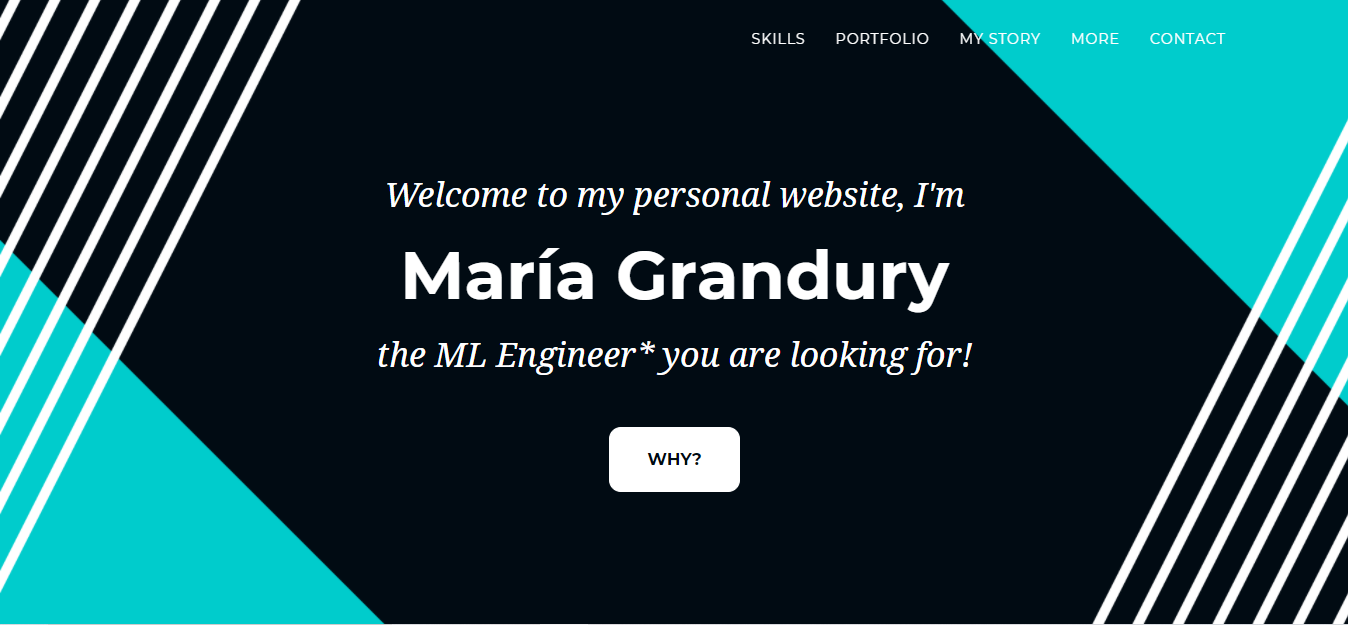 SKILLS PORTFOLIO MY STORY MORE CONTACT
Welcome to my personal website, I'm
María Grandury
the ML Engineer* you are looking for!
WHY?